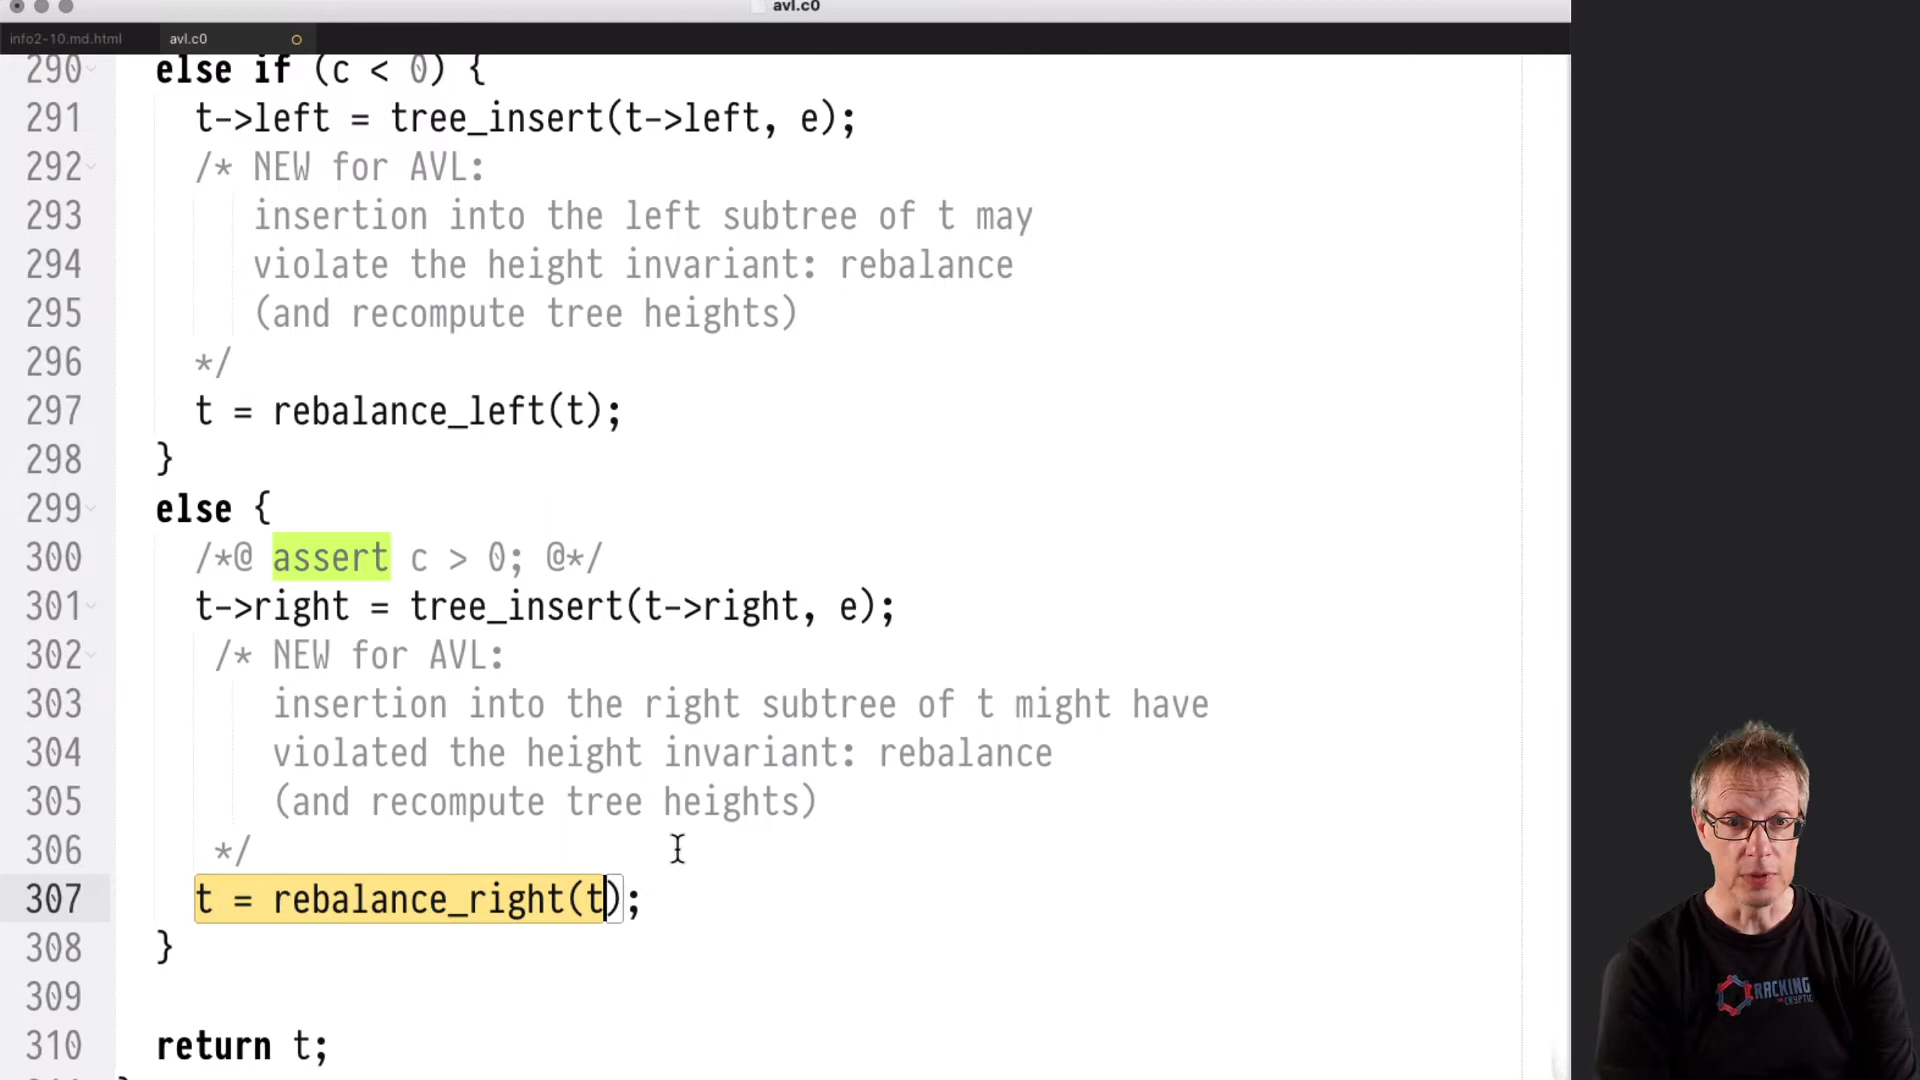 avl.c0
info2-10.md.html avl.c0
290 else if (c < 0) {
291 t->left = tree_insert(t->left, e);
292 /* NEW for AVL:
293 insertion into the left subtree of t may
294 violate the height invariant: rebalance
295 (and recompute tree heights)
296 */
297 t = rebalance_left(t);
298 }
299 else {
300 /*@ assert c > 0; @*/
301 t->right = tree_insert(t->right, e);
302 /* NEW for AVL:
303 insertion into the right subtree of t might have
304 violated the height invariant: rebalance
305 (and recompute tree heights)
306 */
307 t = rebalance_right(t);
308 }
309
310 return t;
RACKING
THE CRYPTIC